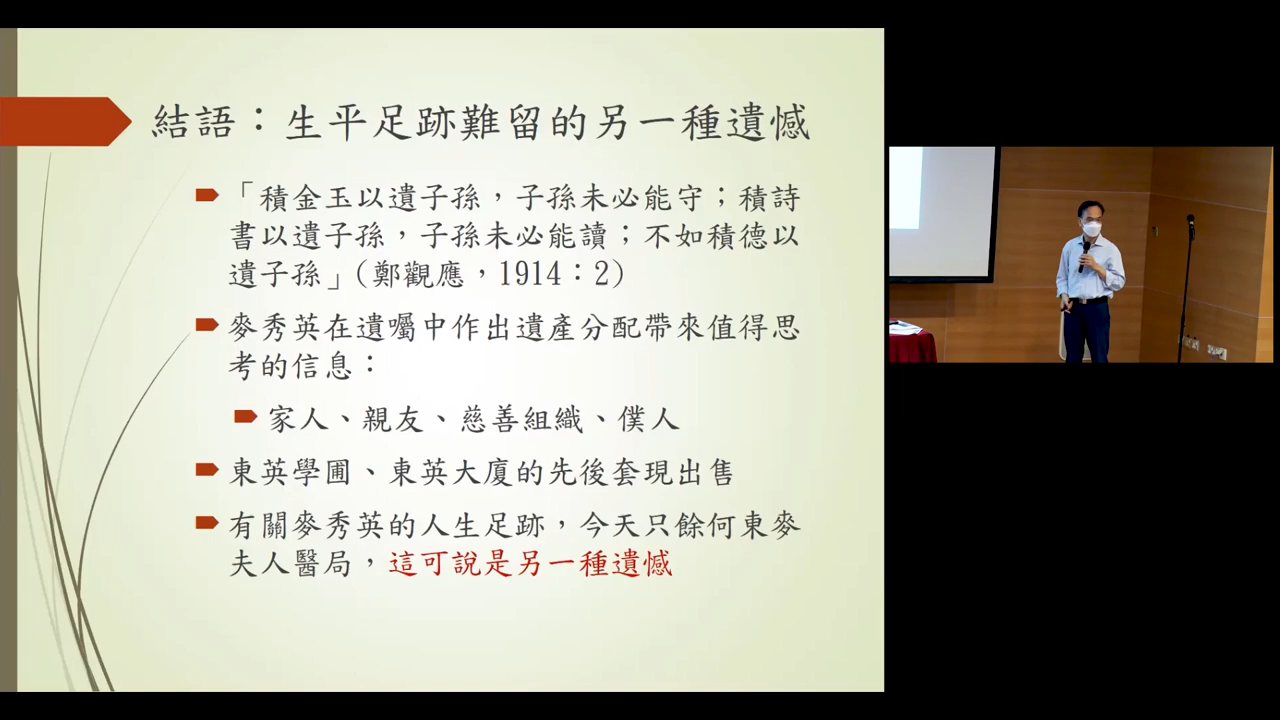 結語：生平足跡難留的另一種遺憾
「積金玉以遺子孫，子孫未必能守；積詩
書以遺子孫，子孫未必能讀；不如積德以
遺子孫」(鄭觀應，1914：2)
麥秀英在遺囑中作出遺產分配帶來值得思
考的信息：
家人、親友、慈善組織、僕人
東英學圃、東英大廈的先後套現出售
有關麥秀英的人生足跡，今天只餘何東麥
夫人醫局，這可說是另一種遺憾